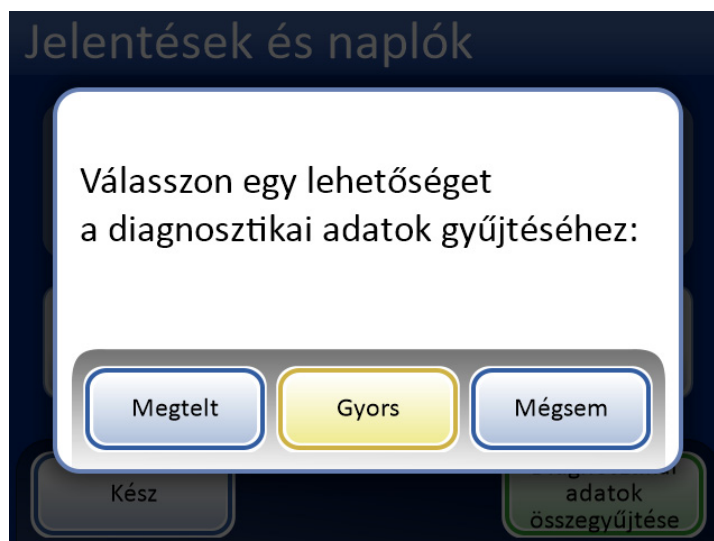 Jelentések és naplók
Válasszon egy lehetőséget
a diagnosztikai adatok gyűjtéséhez:
Megtelt
Gyors
Mégsem
Kész
adatok
összegyűjtése